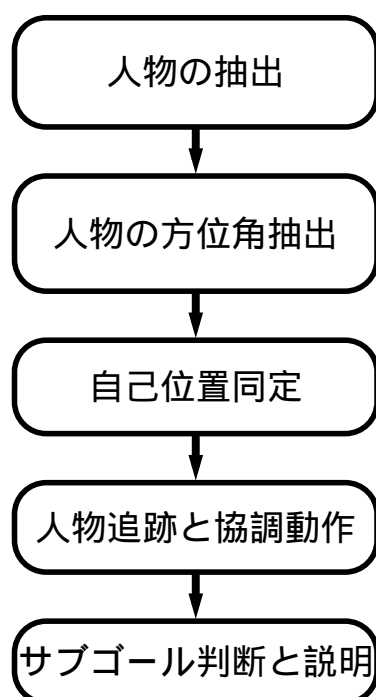 人物の抽出
人物の方位角抽出
自己位置同定
人物追跡と協調動作
サブゴール判断と説明